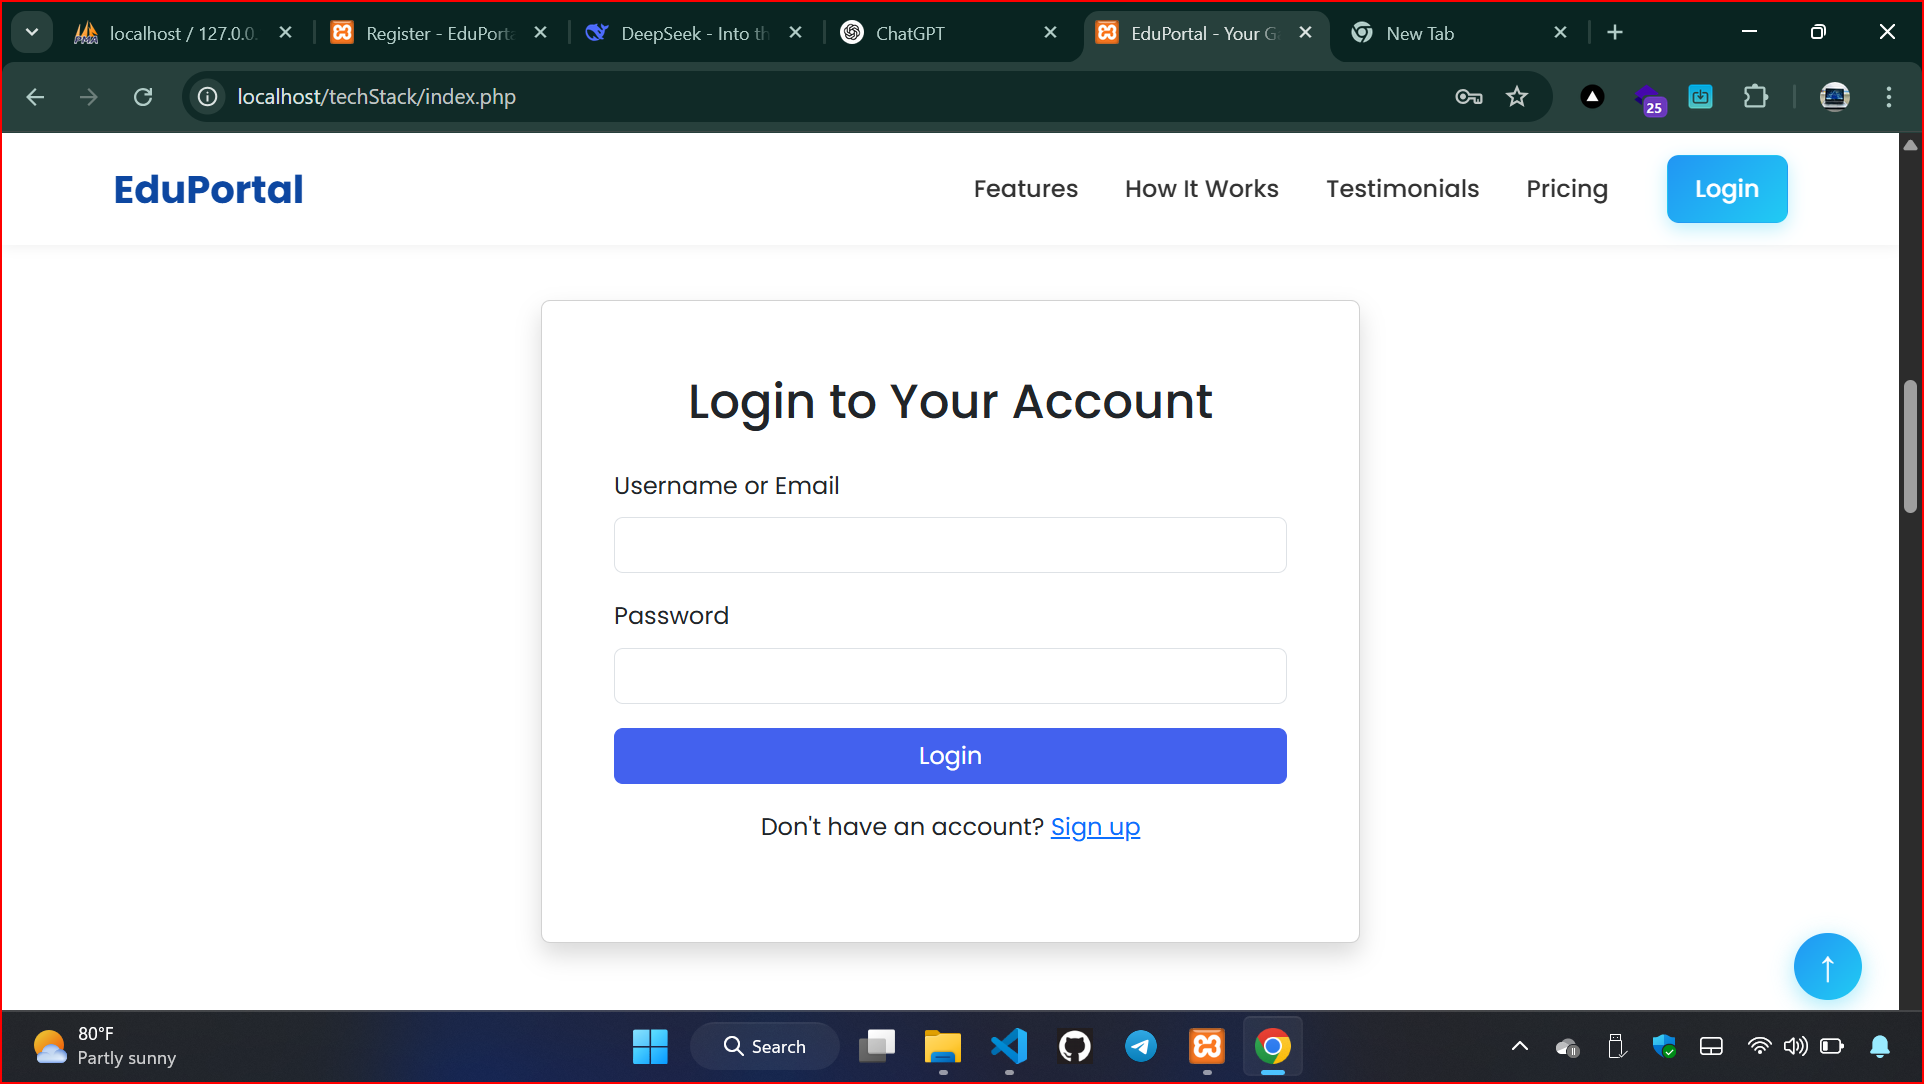 localhost / 127.0.0.
Register - EduPorta
DeepSeek - Into th
ChatGPT
EduPortal - Your Ga
New Tab
localhost/techStack/index.php
25
EduPortal
Features
How It Works
Testimonials
Pricing
Login
Login to Your Account
Username or Email
Password
Login
Don't have an account? Sign up
↑
80°F
Partly sunny
Search